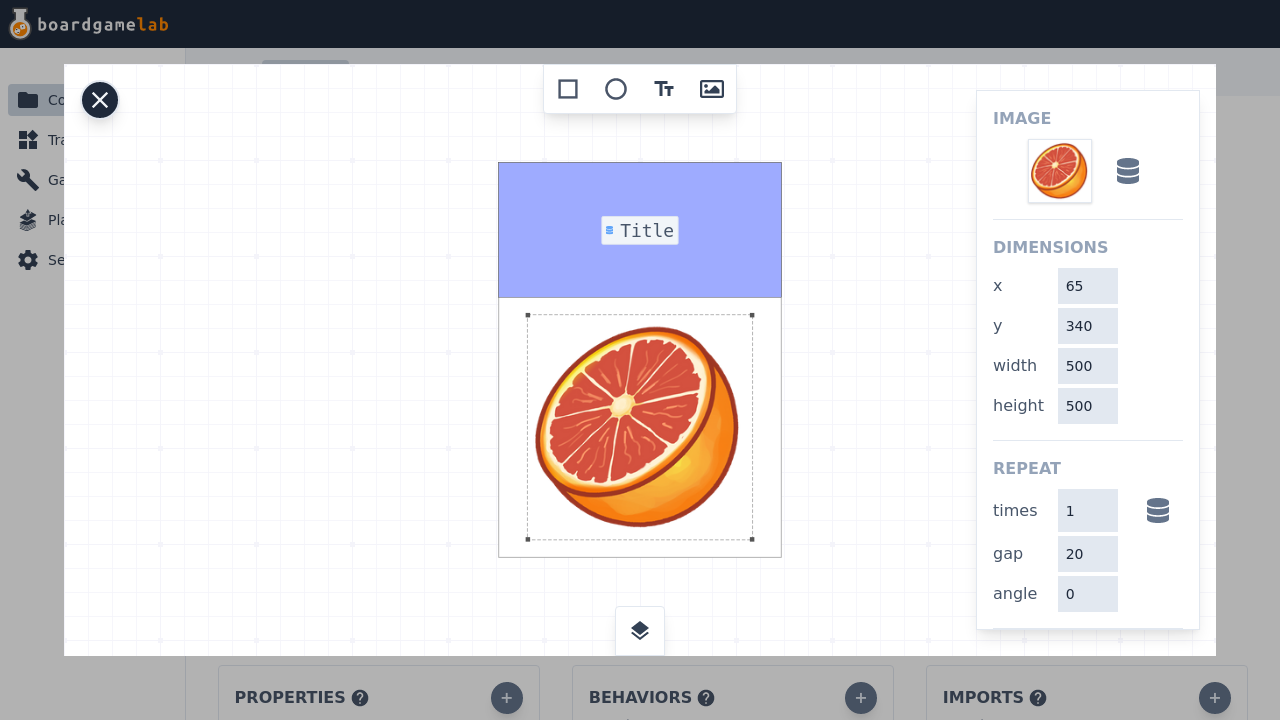 boardgamelab
Co
Tra
Ga
Pla
Se
Title
IMAGE
DIMENSIONS
x 65
y 340
width 500
height 500
REPEAT
times 1
gap 20
angle 0
PROPERTIES
BEHAVIORS
IMPORTS